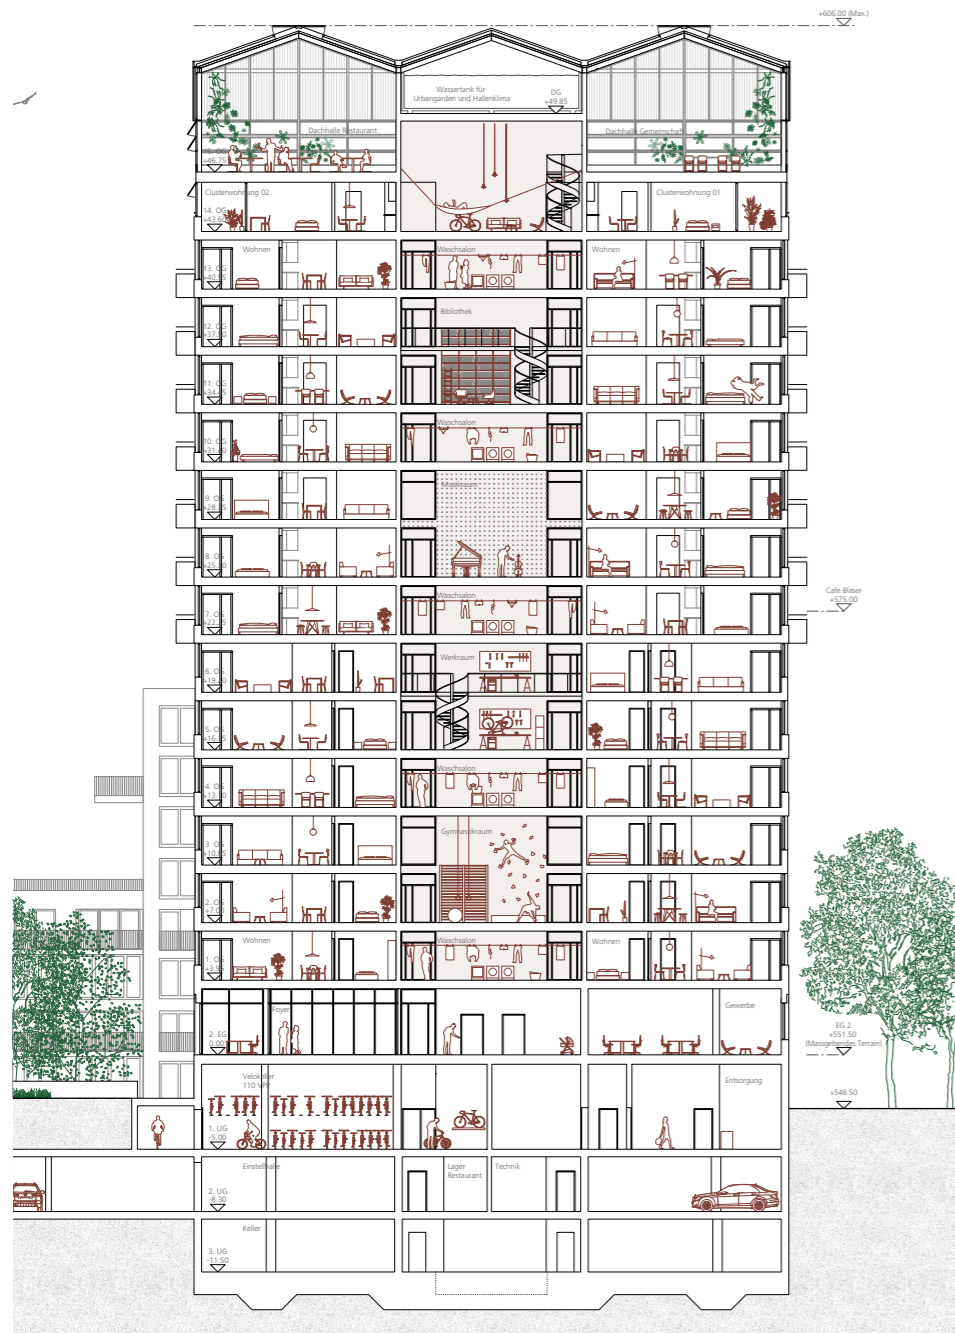 +606.00 (Max.)
Wassertank für
Urbangarden und Hallenklima
DG
+49.85
Dachhalle Restaurant
Dachhalle Gemeinschaft
15. OG
+46.75
Clusterwohnung 02
Clusterwohnung 01
14. OG
+43.60
Wohnen
Waschsalon
Wohnen
13. OG
12. OG
Bibliothek
11. OG
10. OG
Waschsalon
9. OG
Musikraum
8. OG
7. OG
Waschsalon
Cafe Blaser
+575.00
6. OG
Werkraum
5. OG
4. OG
Waschsalon
3. OG
Gymnastikraum
2. OG
1. OG
Wohnen
Waschsalon
Wohnen
2. EG
0.00
Foyer
Gewerbe
EG 2
+551.50
(Massgebendes Terrain)
Velokeller
110 VPP
Entsorgung
+548.50
1. UG
-5.00
Einstellhalle
Lager
Restaurant
Technik
2. UG
-8.30
Keller
3. UG
-11.50